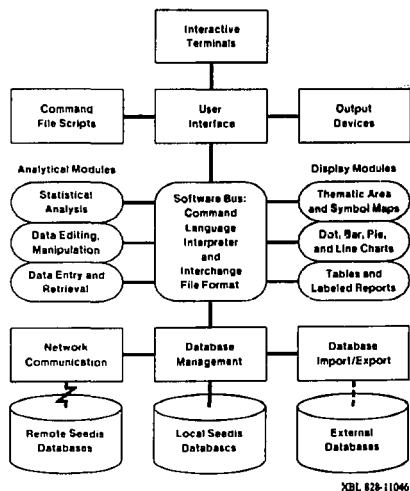 Interactive
Terminals
Command
File Scripts
User
Interface
Output
Devices
Analytical Modules
Display Modules
Statistical
Analysis
Data Editing,
Manipulation
Data Entry and
Retrieval
Software Bus:
Command
Language
Interpreter
and
Interchange
File Format
Thematic Area
and Symbol Maps
Dot, Bar, Pie,
and Line Charts
Tables and
Labeled Reports
Network
Communication
Database
Management
Database
Import/Export
Remote Seedis
Databases
Local Seedis
Databases
External
Databases
XBL 828-11046